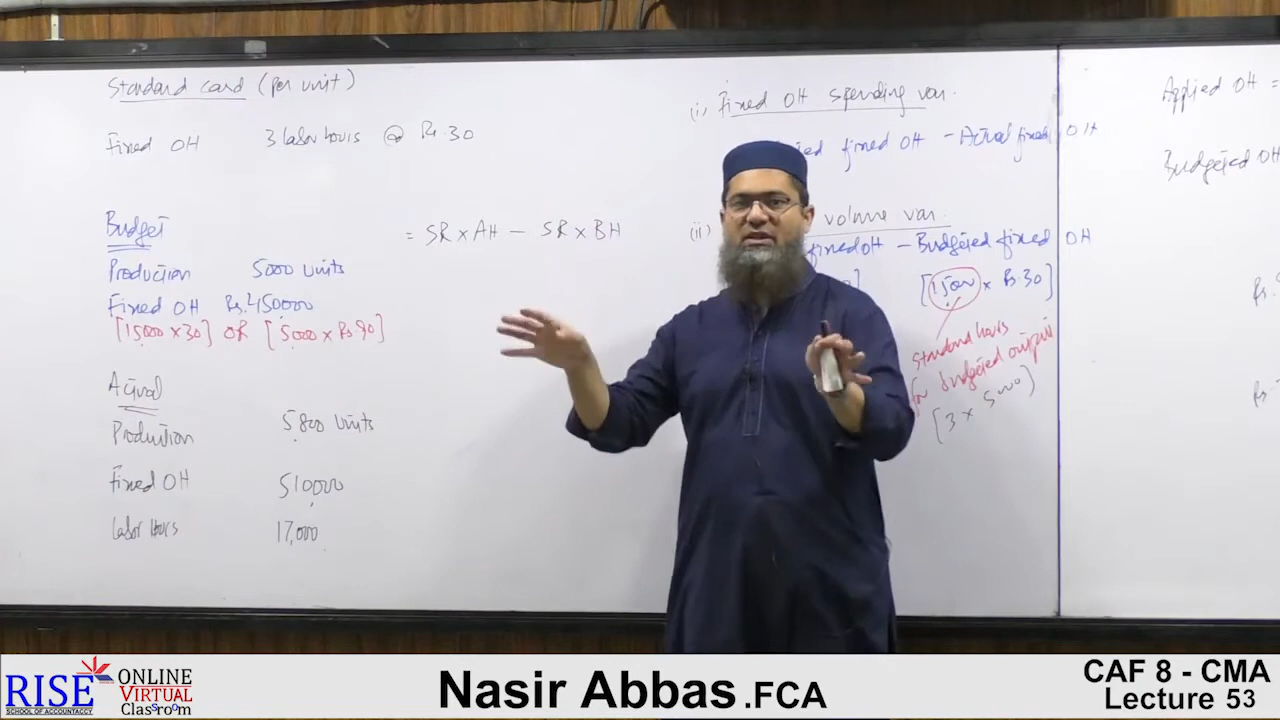 Standard card (per unit)
Fixed OH 3 labor hours @ Rs.30
Budget
Production 5000 units
Fixed OH Rs.450000
[15000 x 30] OR [5000 x Rs.90]
Actual
Production 5800 units
Fixed OH 510000
labor hours 17,000
= SR x AH - SR x BH
(i) Fixed OH spending var.
fixed OH - Actual fixed OH
(ii) volume var.
fixed OH - Budgeted fixed OH
] [15000 x Rs.30]
standard hours
for budgeted output
[3 x 5000]
Applied OH =
Budgeted OH
Rs.
Rs.
RISE
SCHOOL OF ACCOUNTANCY
ONLINE
VIRTUAL
Classroom
Nasir Abbas .FCA
CAF 8 - CMA
Lecture 53